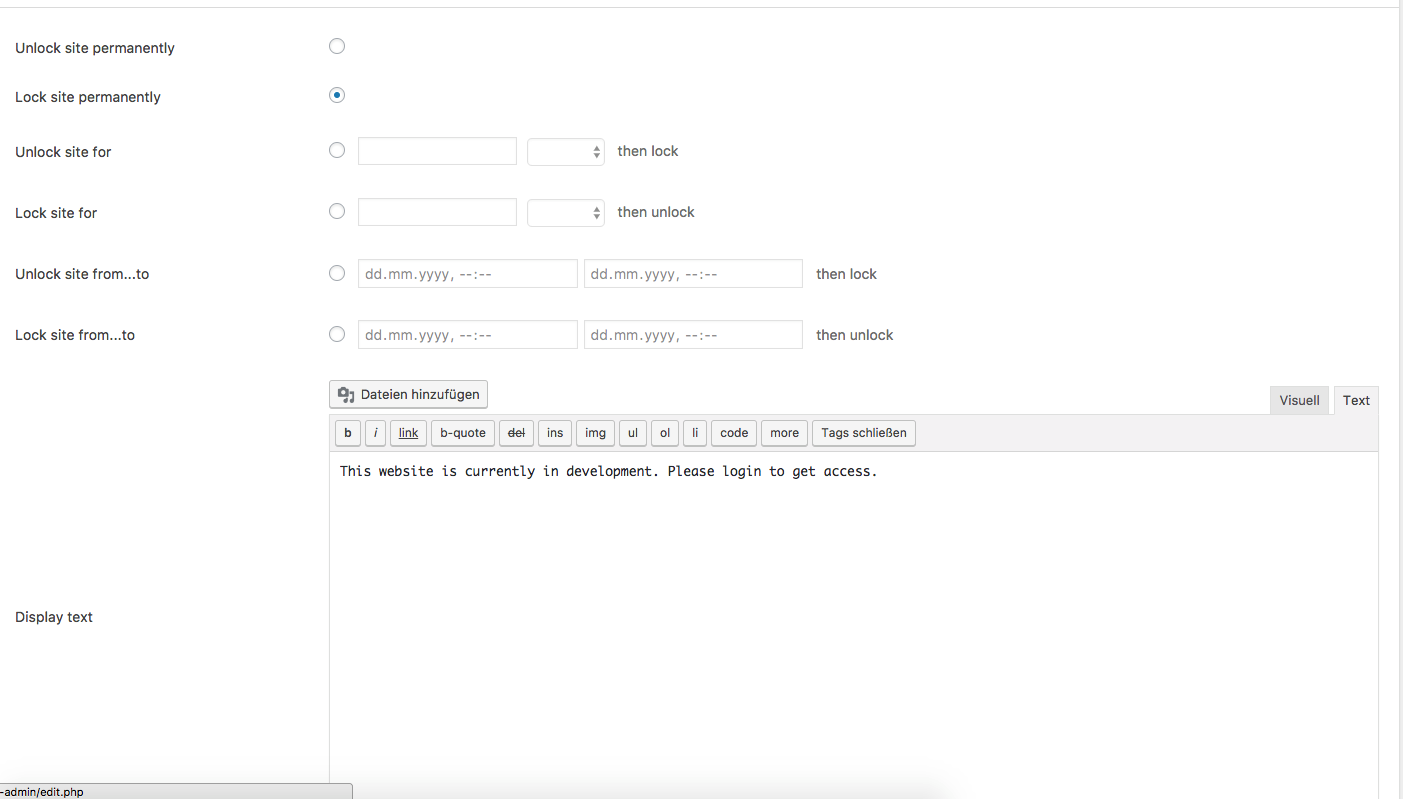 Unlock site permanently
Lock site permanently
Unlock site for then lock
Lock site for then unlock
Unlock site from...to dd.mm.yyyy, --:-- dd.mm.yyyy, --:-- then lock
Lock site from...to dd.mm.yyyy, --:-- dd.mm.yyyy, --:-- then unlock
Dateien hinzufügen Visuell Text
b i link b-quote del ins img ul ol li code more Tags schließen
This website is currently in development. Please login to get access.
Display text
-admin/edit.php